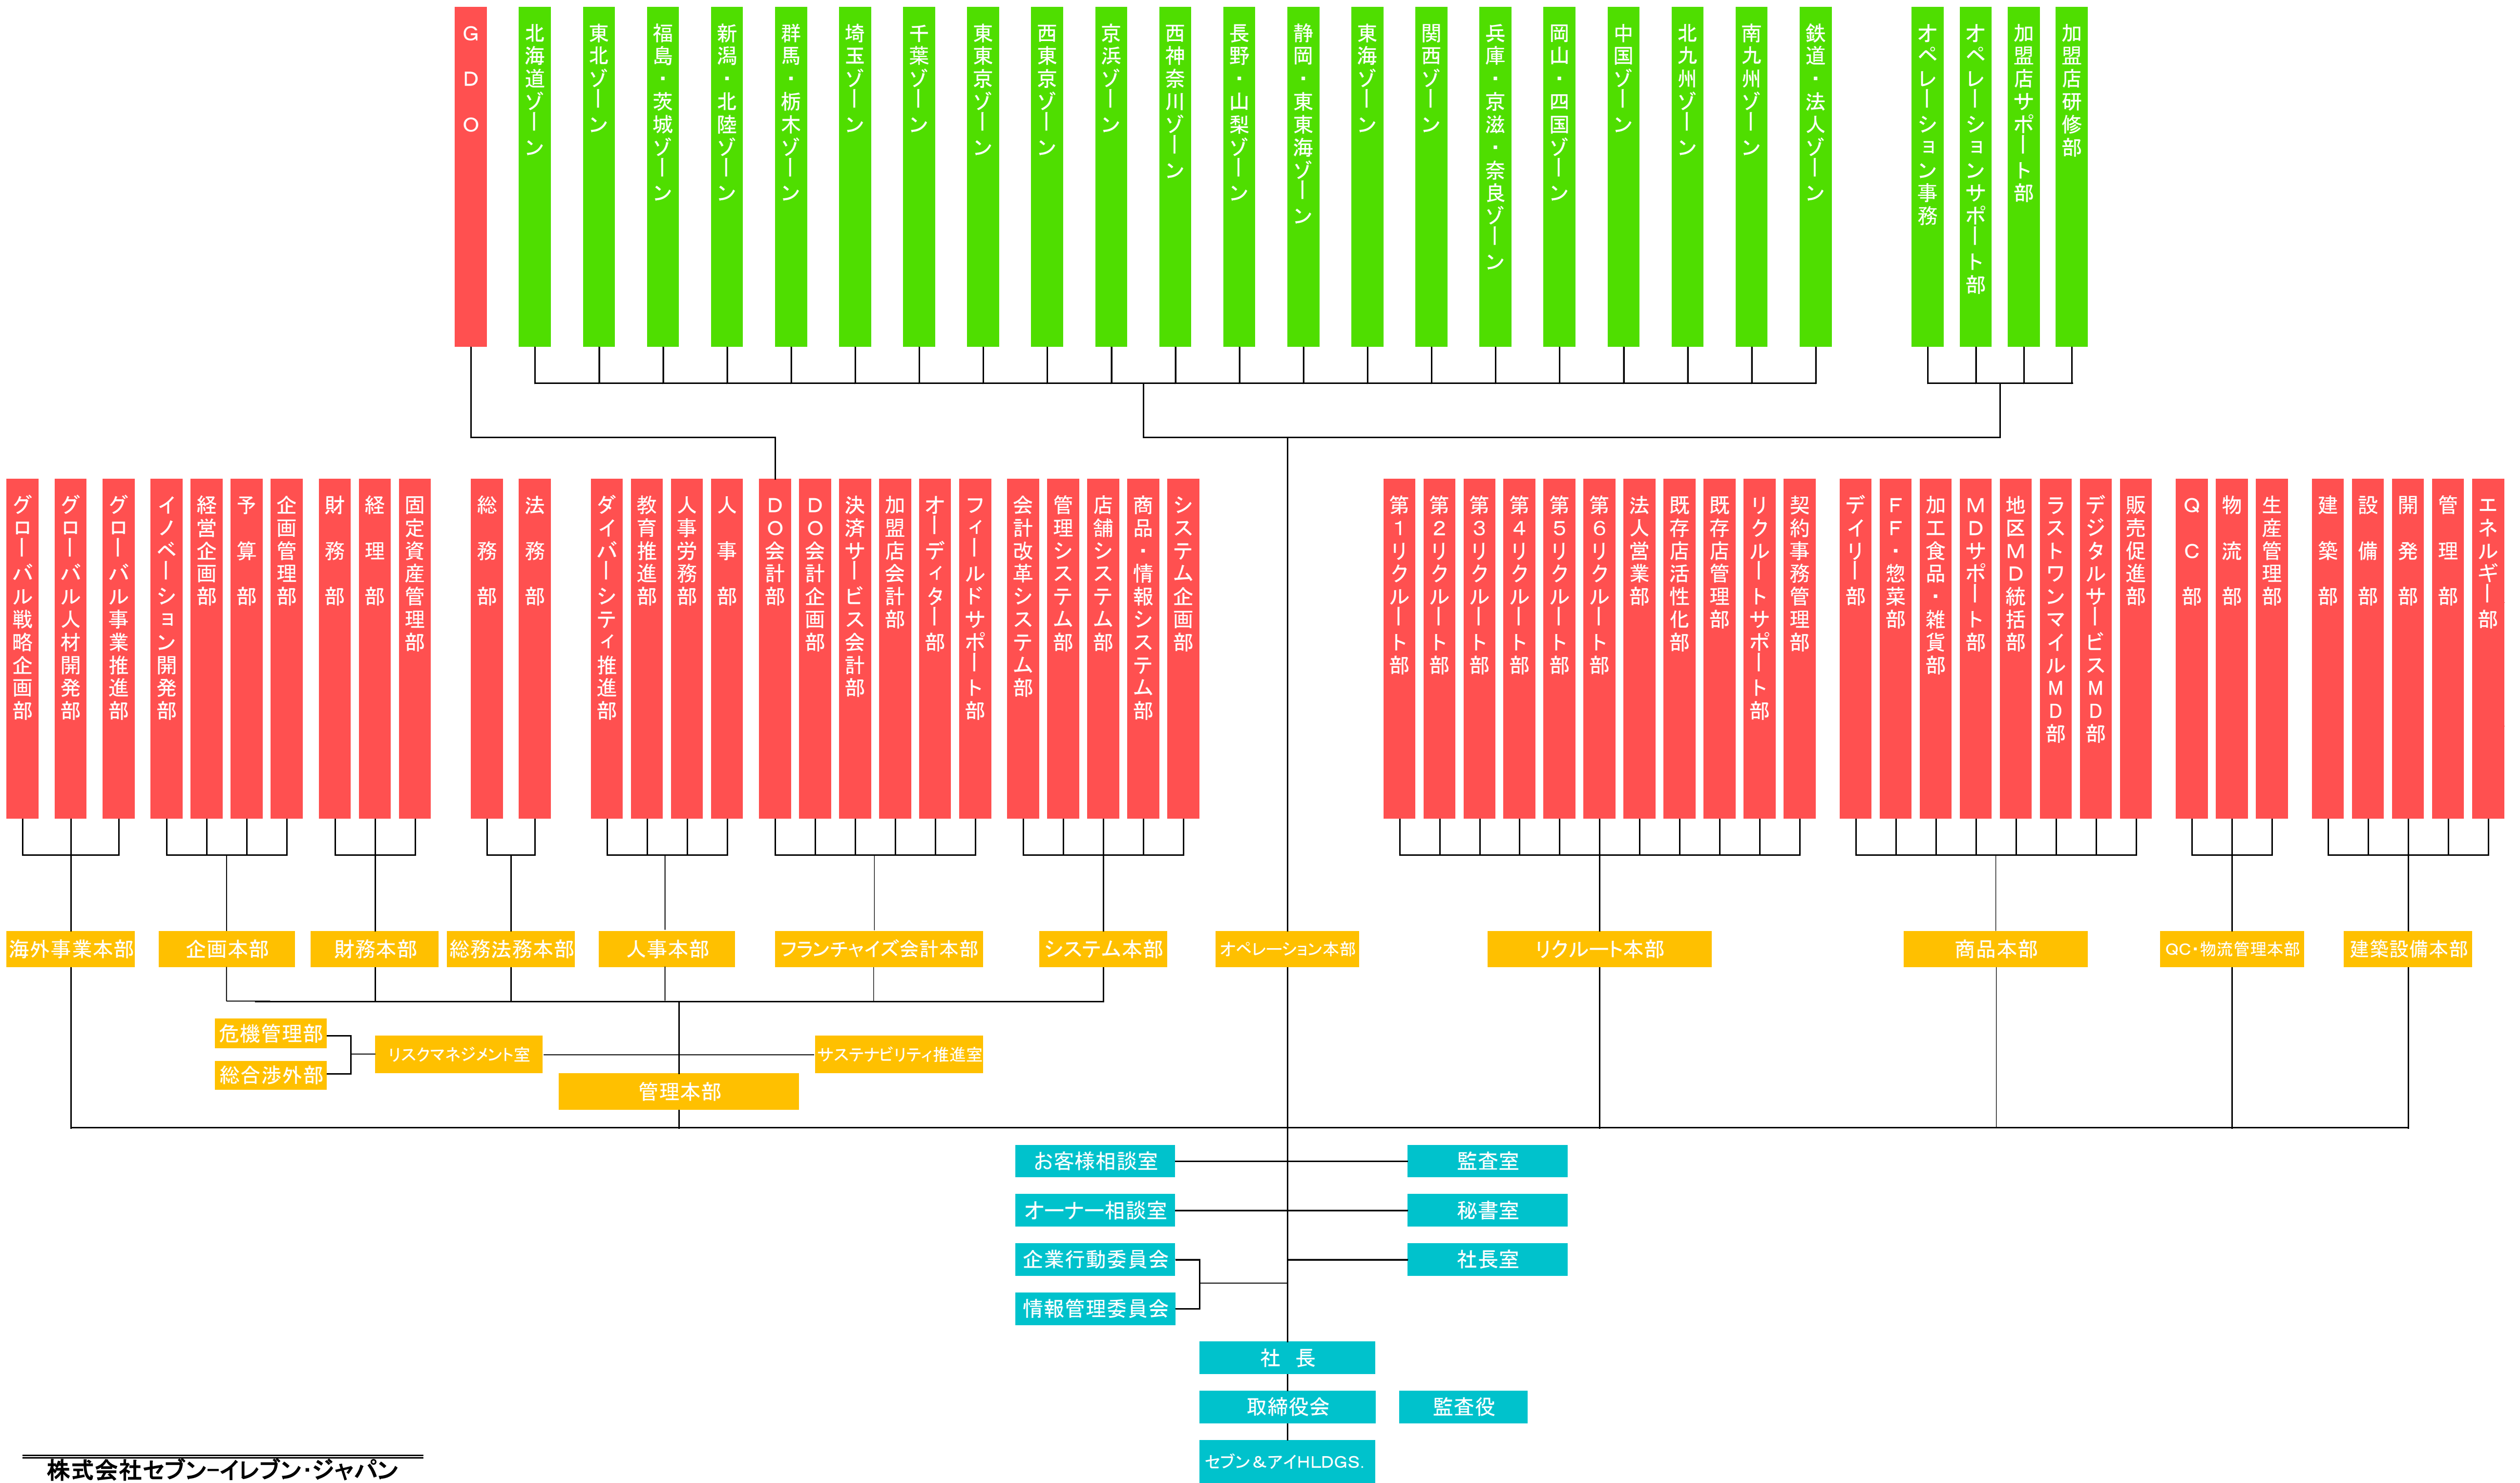 GDO
北海道ゾーン
東北ゾーン
福島・茨城ゾーン
新潟・北陸ゾーン
群馬・栃木ゾーン
埼玉ゾーン
千葉ゾーン
東東京ゾーン
西東京ゾーン
京浜ゾーン
西神奈川ゾーン
長野・山梨ゾーン
静岡・東東海ゾーン
東海ゾーン
関西ゾーン
兵庫・京滋・奈良ゾーン
岡山・四国ゾーン
中国ゾーン
北九州ゾーン
南九州ゾーン
鉄道・法人ゾーン
オペレーション事務
オペレーションサポート部
加盟店サポート部
加盟店研修部
グローバル戦略企画部
グローバル人材開発部
グローバル事業推進部
イノベーション開発部
経営企画部
予算部
企画管理部
財務部
経理部
固定資産管理部
総務部
法務部
ダイバーシティ推進部
教育推進部
人事労務部
人事部
DO会計部
DO会計企画部
決済サービス会計部
加盟店会計部
オーディター部
フィールドサポート部
会計改革システム部
管理システム部
店舗システム部
商品・情報システム部
システム企画部
第1リクルート部
第2リクルート部
第3リクルート部
第4リクルート部
第5リクルート部
第6リクルート部
法人営業部
既存店活性化部
既存店管理部
リクルートサポート部
契約事務管理部
デイリー部
FF・惣菜部
加工食品・雑貨部
MDサポート部
地区MD統括部
ラストワンマイルMD部
デジタルサービスMD部
販売促進部
QC部
物流部
生産管理部
建築部
設備部
開発部
管理部
エネルギー部
海外事業本部
企画本部
財務本部
総務法務本部
人事本部
フランチャイズ会計本部
システム本部
オペレーション本部
リクルート本部
商品本部
QC・物流管理本部
建築設備本部
危機管理部
総合渉外部
リスクマネジメント室
サステナビリティ推進室
管理本部
お客様相談室
監査室
オーナー相談室
秘書室
企業行動委員会
社長室
情報管理委員会
社 長
取締役会
監査役
セブン&アイHLDGS.
株式会社セブン-イレブン・ジャパン